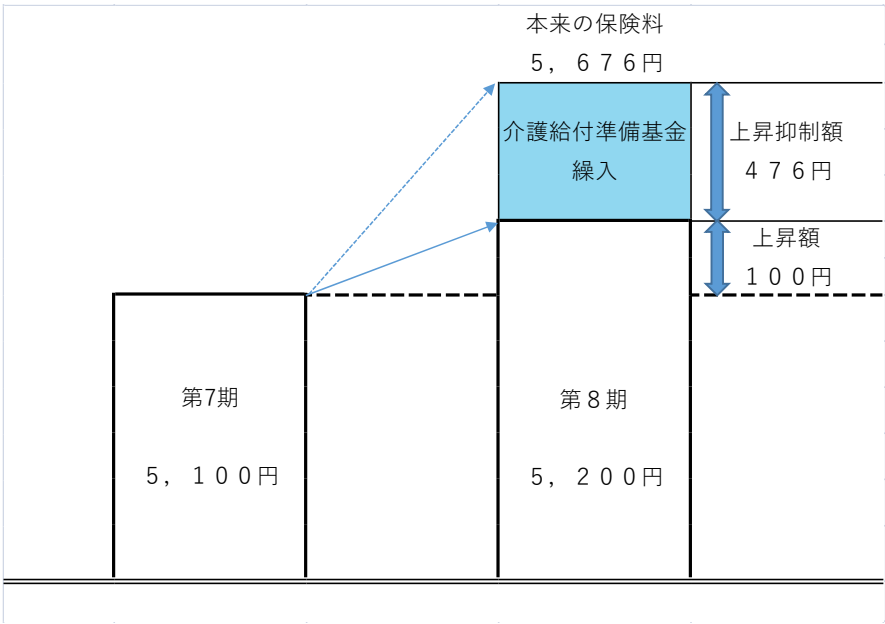 本来の保険料
５，６７６円
介護給付準備基金
繰入
上昇抑制額
４７６円
上昇額
１００円
第7期
５，１００円
第８期
５，２００円